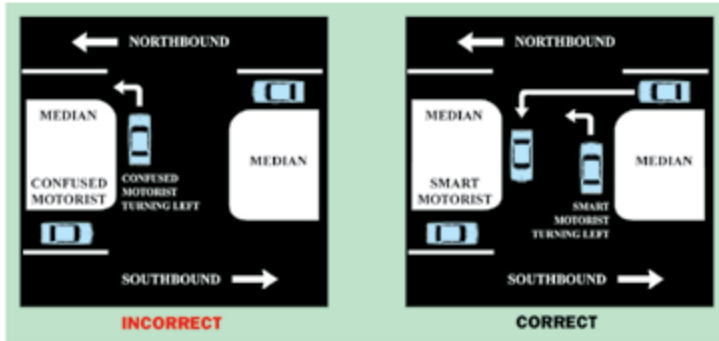 NORTHBOUND
MEDIAN
CONFUSED
MOTORIST
CONFUSED
MOTORIST
TURNING LEFT
MEDIAN
SOUTHBOUND
INCORRECT
NORTHBOUND
MEDIAN
SMART
MOTORIST
SMART
MOTORIST
TURNING LEFT
MEDIAN
SOUTHBOUND
CORRECT